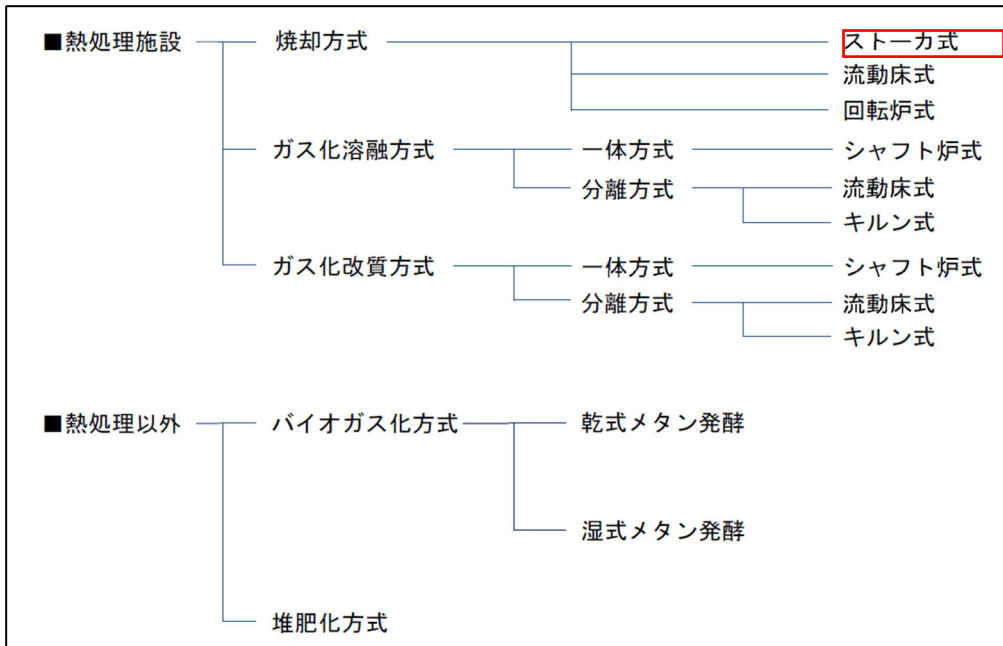 ■熱処理施設 焼却方式 ストーカ式
流動床式
回転炉式
ガス化溶融方式 一体方式 シャフト炉式
分離方式 流動床式
キルン式
ガス化改質方式 一体方式 シャフト炉式
分離方式 流動床式
キルン式
■熱処理以外 バイオガス化方式 乾式メタン発酵
湿式メタン発酵
堆肥化方式